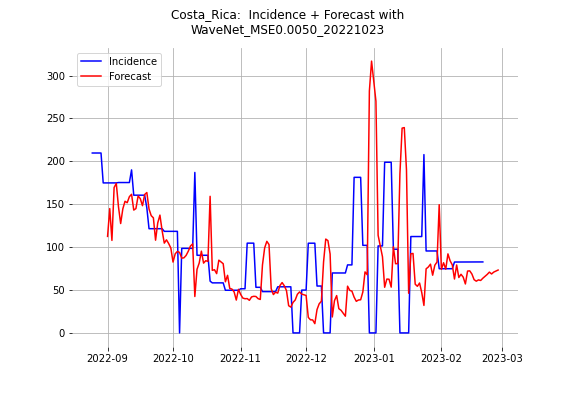 Costa_Rica:  Incidence + Forecast with
WaveNet_MSE0.0050_20221023
Incidence
Forecast
300
250
200
150
100
50
0
2022-09 2022-10 2022-11 2022-12 2023-01 2023-02 2023-03